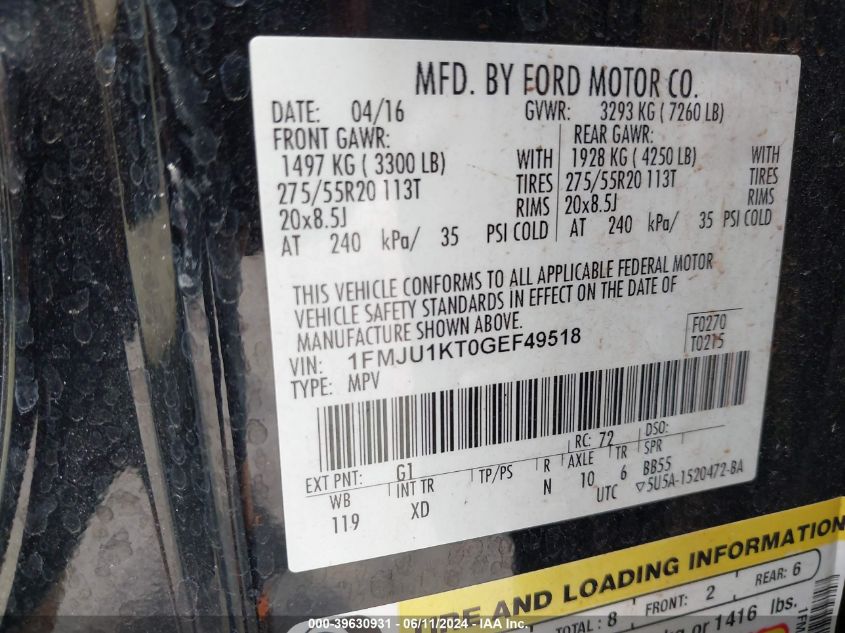 MFD. BY FORD MOTOR CO.
DATE: 04/16 GVWR: 3293 KG ( 7260 LB)
FRONT GAWR: REAR GAWR:
1497 KG ( 3300 LB) WITH 1928 KG ( 4250 LB) WITH
275/55R20 113T TIRES 275/55R20 113T TIRES
20x8.5J RIMS 20x8.5J RIMS
AT 240 kPa/ 35 PSI COLD AT 240 kPa/ 35 PSI COLD
THIS VEHICLE CONFORMS TO ALL APPLICABLE FEDERAL MOTOR
VEHICLE SAFETY STANDARDS IN EFFECT ON THE DATE OF
MANUFACTURE SHOWN ABOVE.
VIN: 1FMJU1KT0GEF49518 F0270
TYPE: MPV T0215
RC: 72 DSO:
EXT PNT: G1
WB INT TR TP/PS R AXLE TR SPR
119 XD N 10 6 BB55
UTC ▽5U5A-1520472-BA
TIRE AND LOADING INFORMATION
TOTAL : 8 FRONT: 2 REAR: 6
kg or 1416 lbs.
1FM
000-39630931 - 06/11/2024 - IAA Inc.